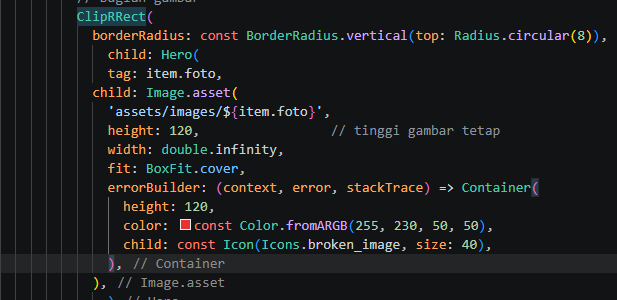 // bagian gambar
ClipRRect(
borderRadius: const BorderRadius.vertical(top: Radius.circular(8)),
child: Hero(
tag: item.foto,
child: Image.asset(
'assets/images/${item.foto}',
height: 120, // tinggi gambar tetap
width: double.infinity,
fit: BoxFit.cover,
errorBuilder: (context, error, stackTrace) => Container(
height: 120,
color: const Color.fromARGB(255, 230, 50, 50),
child: const Icon(Icons.broken_image, size: 40),
), // Container
), // Image.asset
) // Hero